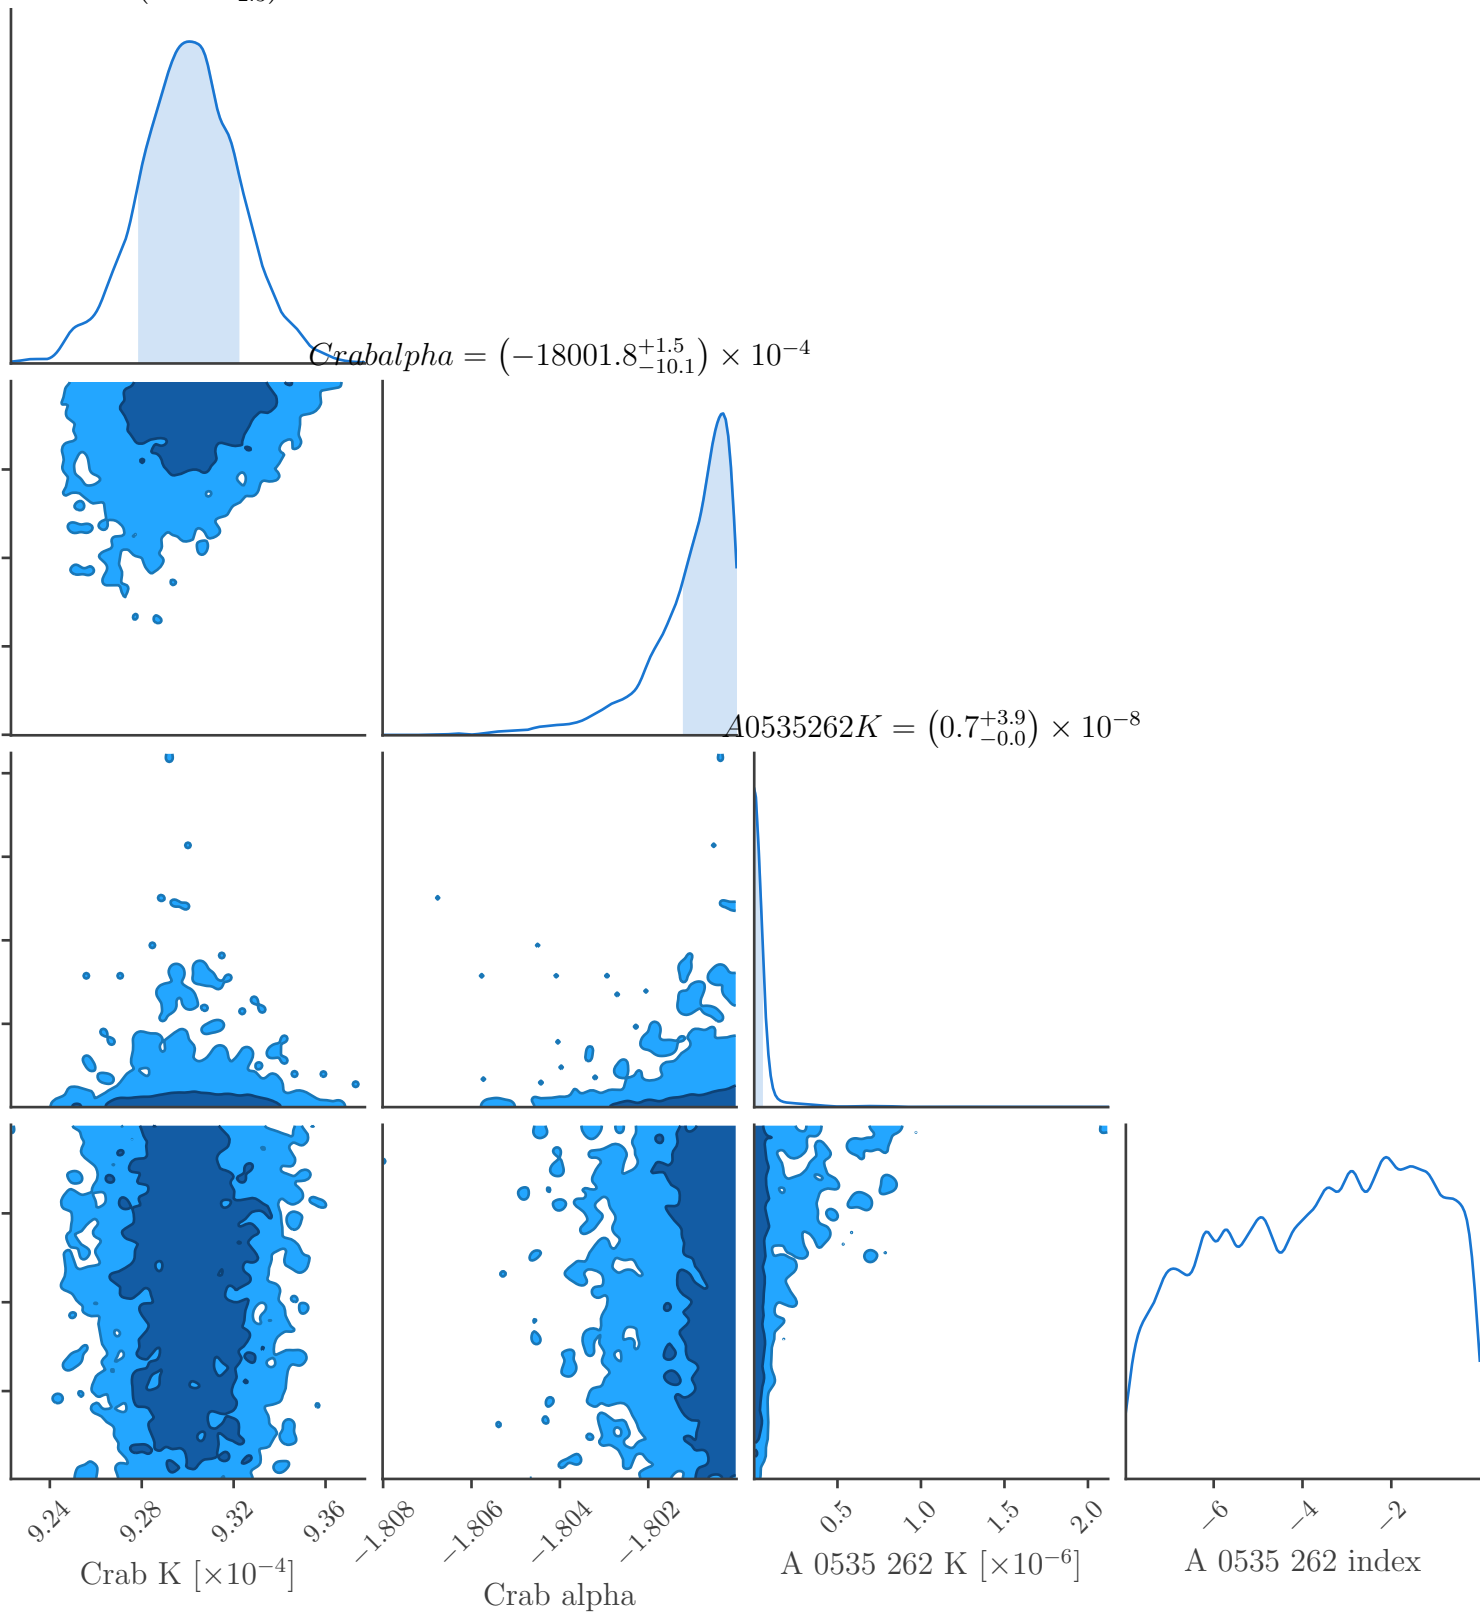 Crabalpha = (−18001.8 +1.5 −10.1) × 10−4
A0535262K = (0.7 +3.9 −0.0) × 10−8
9.24 9.28 9.32 9.36 −1.808 −1.806 −1.804 −1.802 0.5 1.0 1.5 2.0 −6 −4 −2
Crab K [×10−4] Crab alpha A 0535 262 K [×10−6] A 0535 262 index